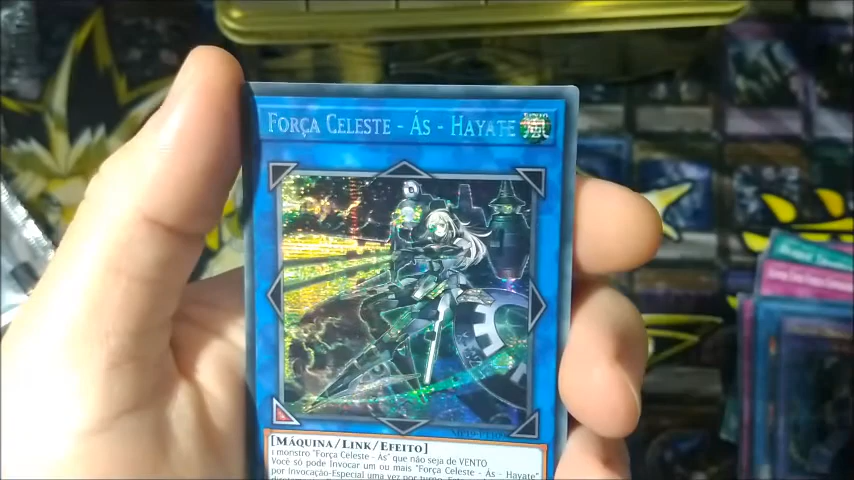 Força Celeste - Ás - Hayate
[Máquina/Link/Efeito]
1 monstro "Força Celeste - Ás" que não seja de VENTO
Você só pode Invocar um ou mais "Força Celeste - Ás - Hayate"
por Invocação-Especial uma vez por turno.